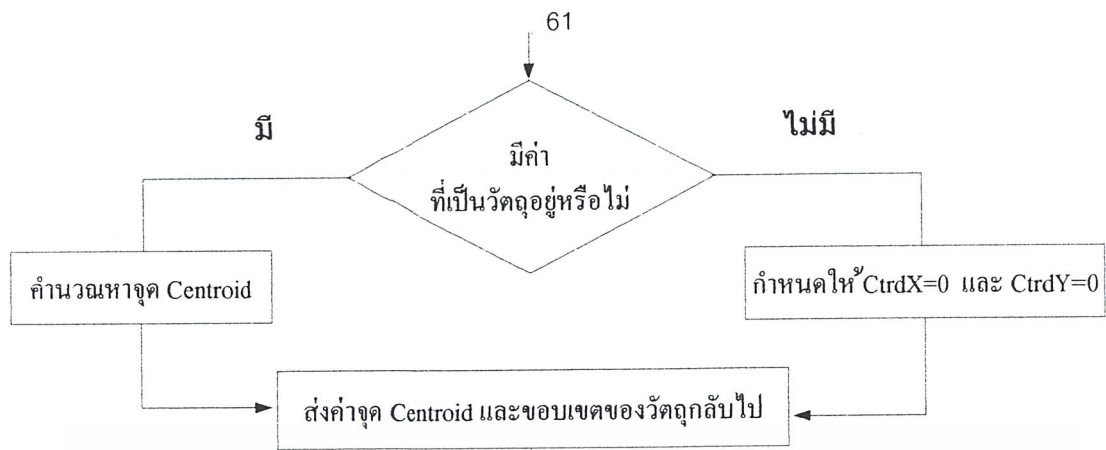 61
มี
ไม่มี
มีค่า
ที่เป็นวัตถุอยู่หรือไม่
คำนวณหาจุด Centroid
กำหนดให้ CtrdX=0 และ CtrdY=0
ส่งค่าจุด Centroid และขอบเขตของวัตถุกลับไป